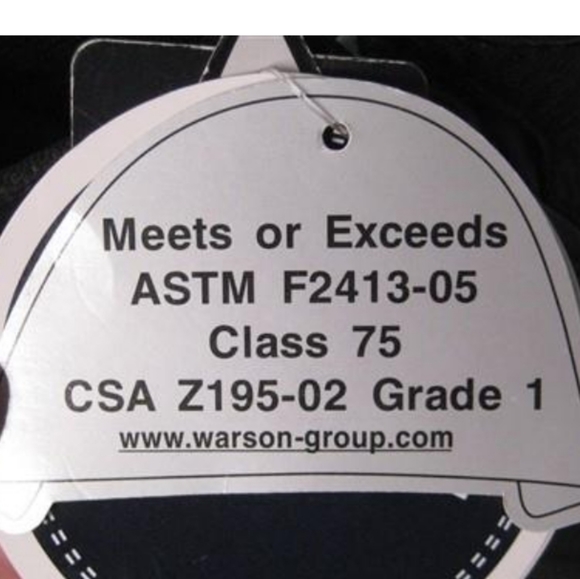 Meets or Exceeds
ASTM F2413-05
Class 75
CSA Z195-02 Grade 1
www.warson-group.com